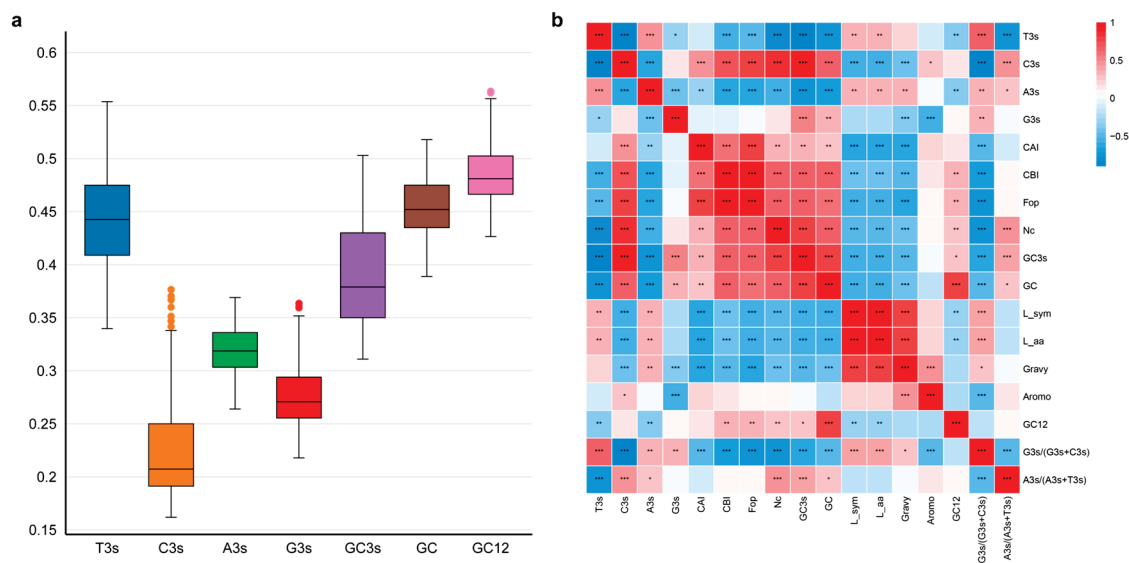 a
0.6
0.55
0.5
0.45
0.4
0.35
0.3
0.25
0.2
0.15
T3s C3s A3s G3s GC3s GC GC12
b
T3s
C3s
A3s
G3s
CAI
CBI
Fop
Nc
GC3s
GC
L_sym
L_aa
Gravy
Aromo
GC12
G3s/(G3s+C3s)
A3s/(A3s+T3s)
T3s
C3s
A3s
G3s
CAI
CBI
Fop
Nc
GC3s
GC
L_sym
L_aa
Gravy
Aromo
GC12
G3s/(G3s+C3s)
A3s/(A3s+T3s)
1
0.5
0
−0.5